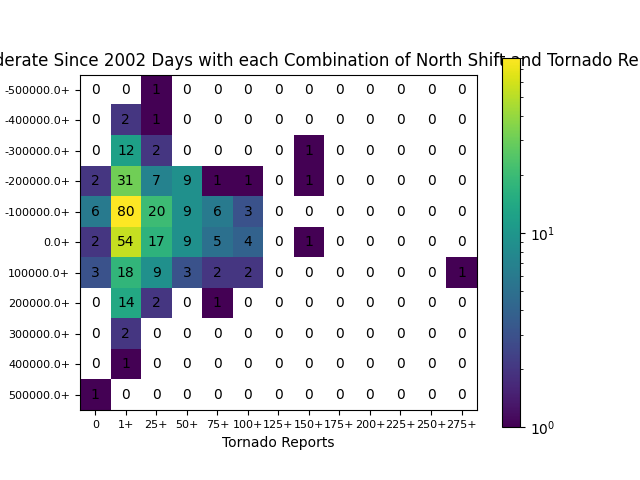 derate Since 2002 Days with each Combination of North Shift and Tornado Re
-500000.0+ 0 0 1 0 0 0 0 0 0 0 0 0 0
-400000.0+ 0 2 1 0 0 0 0 0 0 0 0 0 0
-300000.0+ 0 12 2 0 0 0 0 1 0 0 0 0 0
-200000.0+ 2 31 7 9 1 1 0 1 0 0 0 0 0
-100000.0+ 6 80 20 9 6 3 0 0 0 0 0 0 0
0.0+ 2 54 17 9 5 4 0 1 0 0 0 0 0
100000.0+ 3 18 9 3 2 2 0 0 0 0 0 0 1
200000.0+ 0 14 2 0 1 0 0 0 0 0 0 0 0
300000.0+ 0 2 0 0 0 0 0 0 0 0 0 0 0
400000.0+ 0 1 0 0 0 0 0 0 0 0 0 0 0
500000.0+ 1 0 0 0 0 0 0 0 0 0 0 0 0
0 1+ 25+ 50+ 75+ 100+ 125+ 150+ 175+ 200+ 225+ 250+ 275+
Tornado Reports
10¹
10⁰